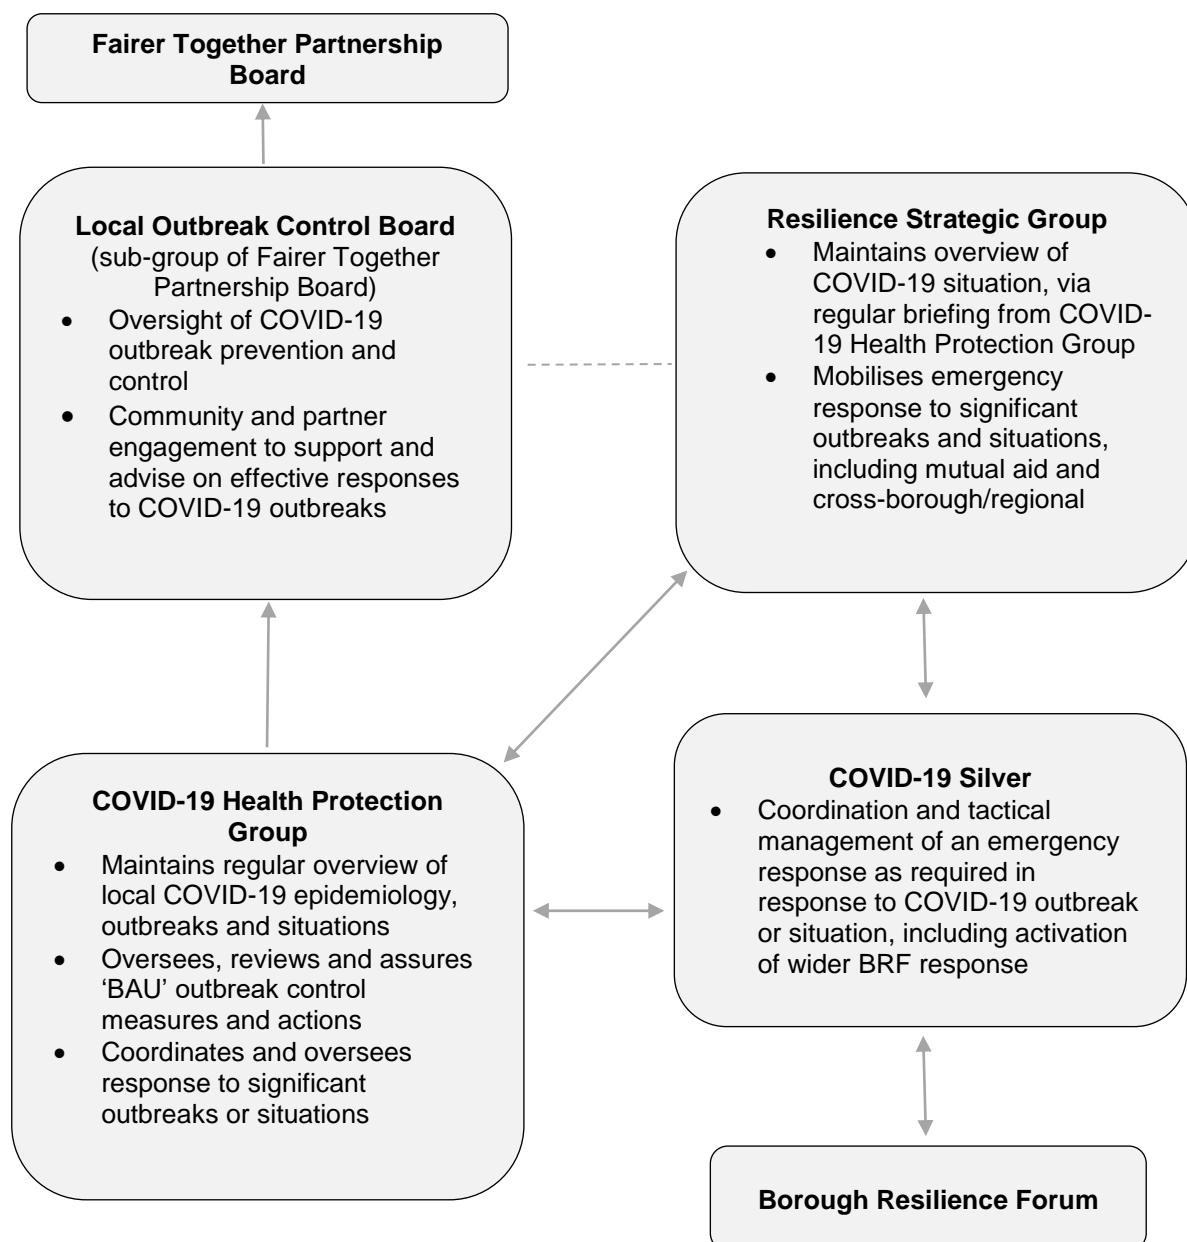 Fairer Together Partnership
Board
Local Outbreak Control Board
(sub-group of Fairer Together
Partnership Board)
• Oversight of COVID-19
outbreak prevention and
control
• Community and partner
engagement to support and
advise on effective responses
to COVID-19 outbreaks
Resilience Strategic Group
• Maintains overview of
COVID-19 situation, via
regular briefing from COVID-
19 Health Protection Group
• Mobilises emergency
response to significant
outbreaks and situations,
including mutual aid and
cross-borough/regional
COVID-19 Health Protection
Group
• Maintains regular overview of
local COVID-19 epidemiology,
outbreaks and situations
• Oversees, reviews and assures
‘BAU’ outbreak control
measures and actions
• Coordinates and oversees
response to significant
outbreaks or situations
COVID-19 Silver
• Coordination and tactical
management of an emergency
response as required in
response to COVID-19 outbreak
or situation, including activation
of wider BRF response
Borough Resilience Forum